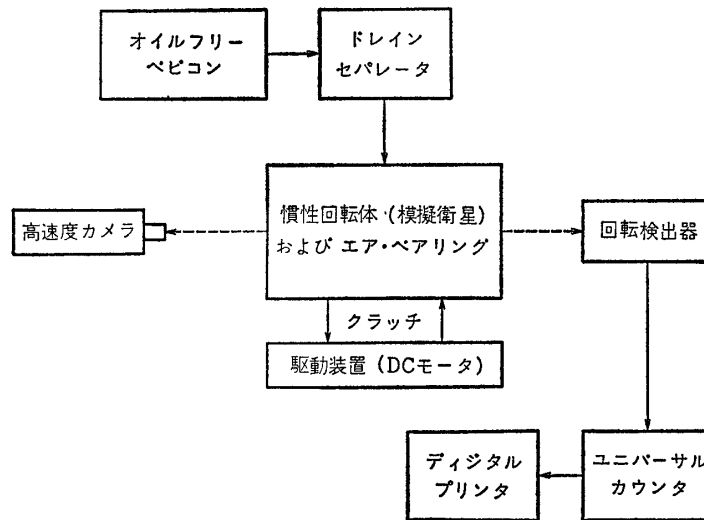 オイルフリー
ベビコン
ドレイン
セパレータ
慣性回転体(模擬衛星)
および エア・ベアリング
高速度カメラ
回転検出器
クラッチ
駆動装置(DCモータ)
ディジタル
プリンタ
ユニバーサル
カウンタ